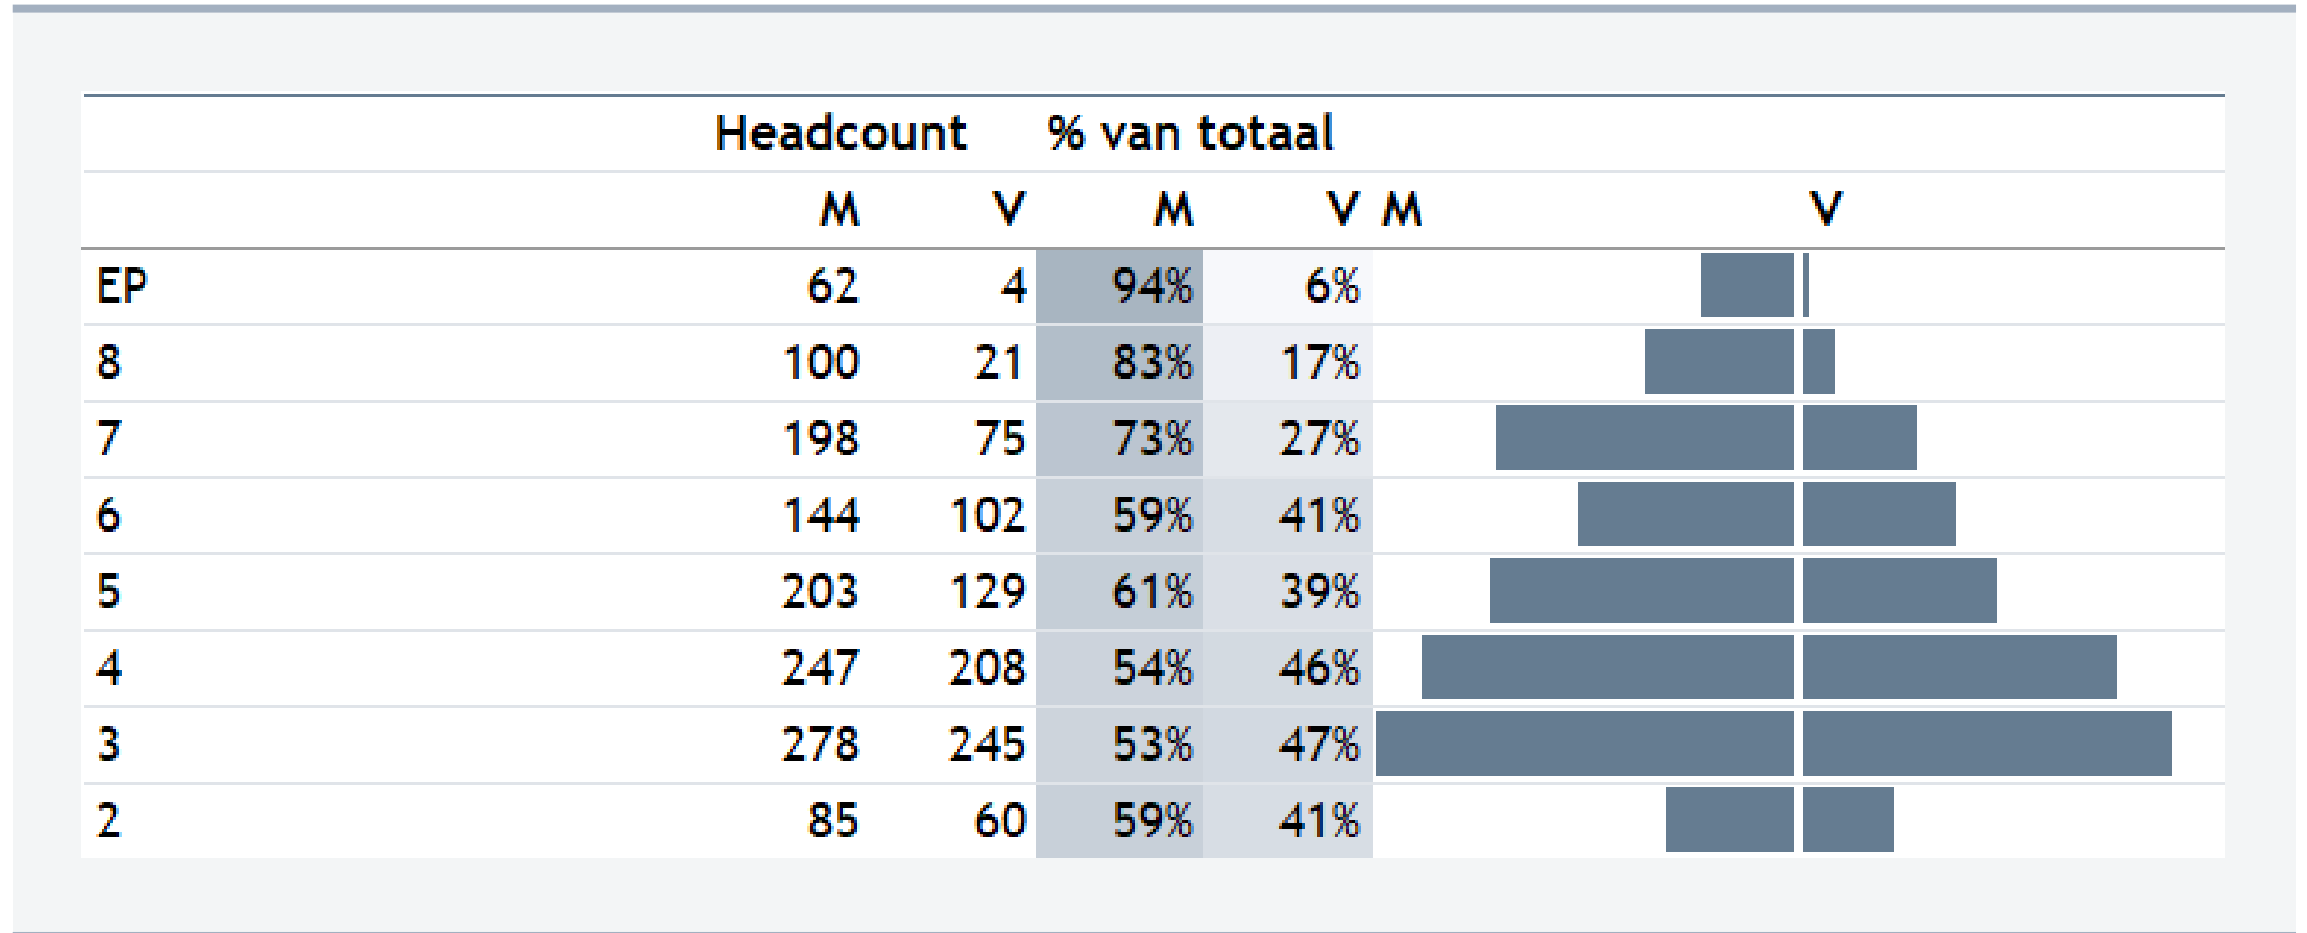 Headcount % van totaal
M V M V M V
EP 62 4 94% 6%
8 100 21 83% 17%
7 198 75 73% 27%
6 144 102 59% 41%
5 203 129 61% 39%
4 247 208 54% 46%
3 278 245 53% 47%
2 85 60 59% 41%